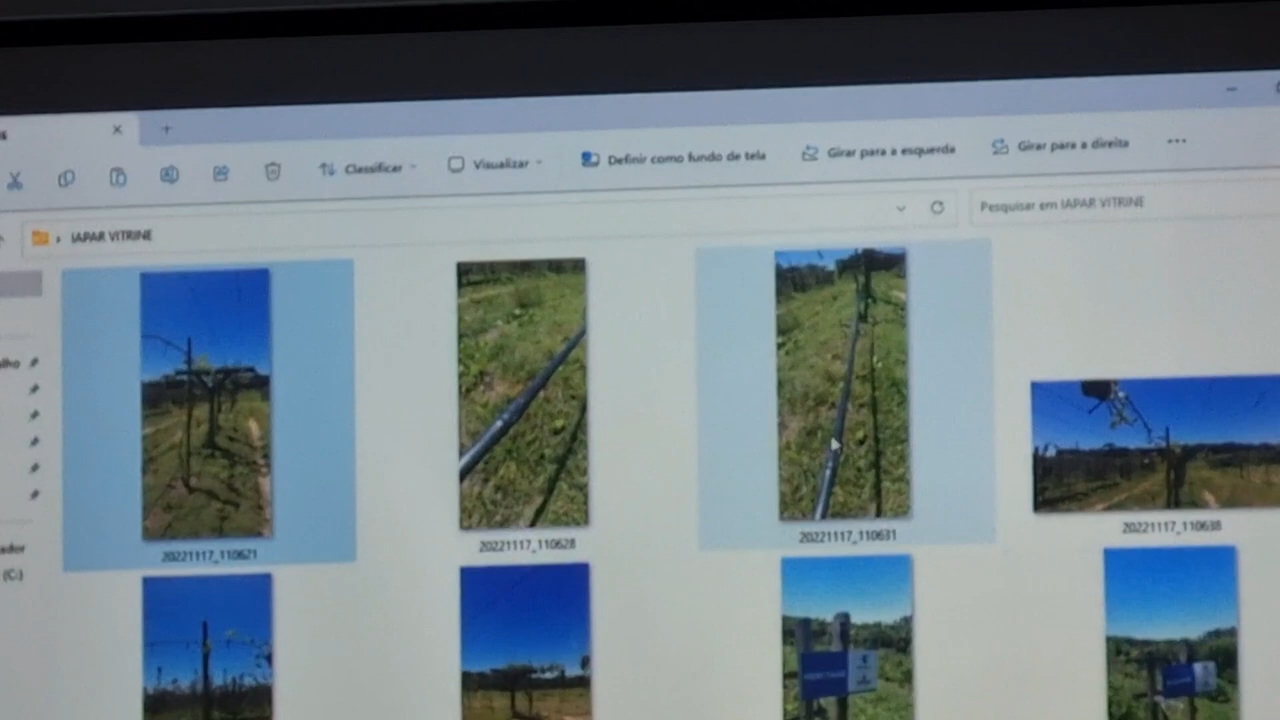 Classificar
Visualizar
Definir como fundo de tela
Girar para a esquerda
Girar para a direita
IAPAR VITRINE
Pesquisar em IAPAR VITRINE
20221117_110621
20221117_110628
20221117_110631
20221117_110638
(C:)